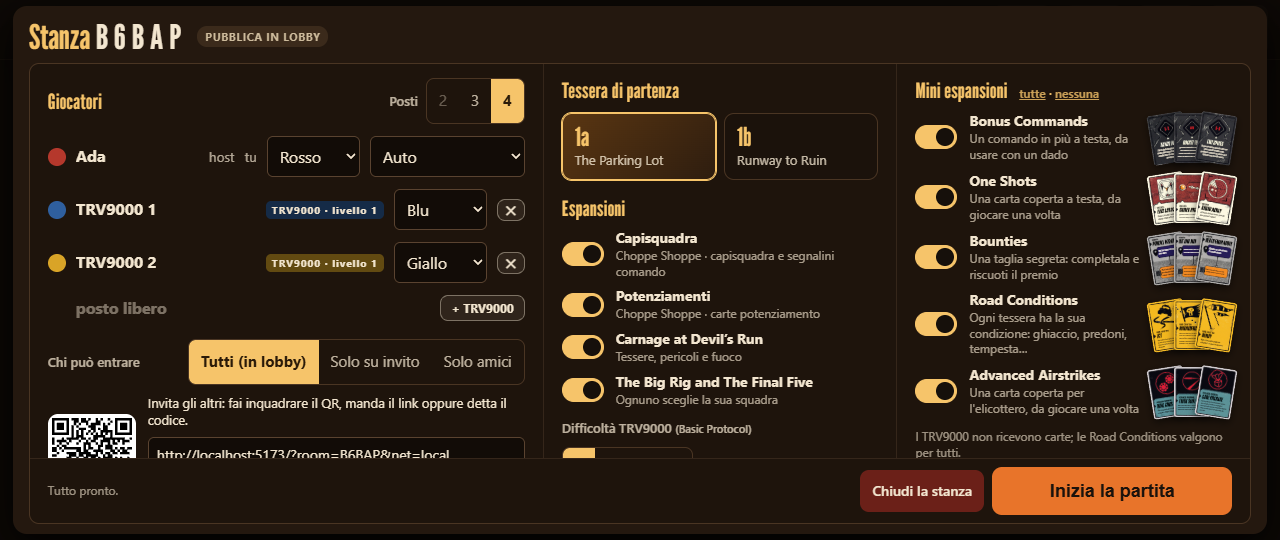 Stanza B6BAP
PUBBLICA IN LOBBY
Giocatori
Posti
2
3
4
Ada
host
tu
Rosso
Auto
TRV9000 1
TRV9000 · livello 1
Blu
TRV9000 2
TRV9000 · livello 1
Giallo
posto libero
+ TRV9000
Chi può entrare
Tutti (in lobby)
Solo su invito
Solo amici
Invita gli altri: fai inquadrare il QR, manda il link oppure detta il
codice.
http://localhost:5173/?room=B6BAP&net=local
Tessera di partenza
1a
The Parking Lot
1b
Runway to Ruin
Espansioni
Capisquadra
Choppe Shoppe · capisquadra e segnalini
comando
Potenziamenti
Choppe Shoppe · carte potenziamento
Carnage at Devil’s Run
Tessere, pericoli e fuoco
The Big Rig and The Final Five
Ognuno sceglie la sua squadra
Difficoltà TRV9000 (Basic Protocol)
Mini espansioni
tutte · nessuna
Bonus Commands
Un comando in più a testa, da
usare con un dado
One Shots
Una carta coperta a testa, da
giocare una volta
Bounties
Una taglia segreta: completala e
riscuoti il premio
Road Conditions
Ogni tessera ha la sua
condizione: ghiaccio, predoni,
tempesta...
Advanced Airstrikes
Una carta coperta per
l'elicottero, da giocare una volta
I TRV9000 non ricevono carte; le Road Conditions valgono
per tutti.
Tutto pronto.
Chiudi la stanza
Inizia la partita